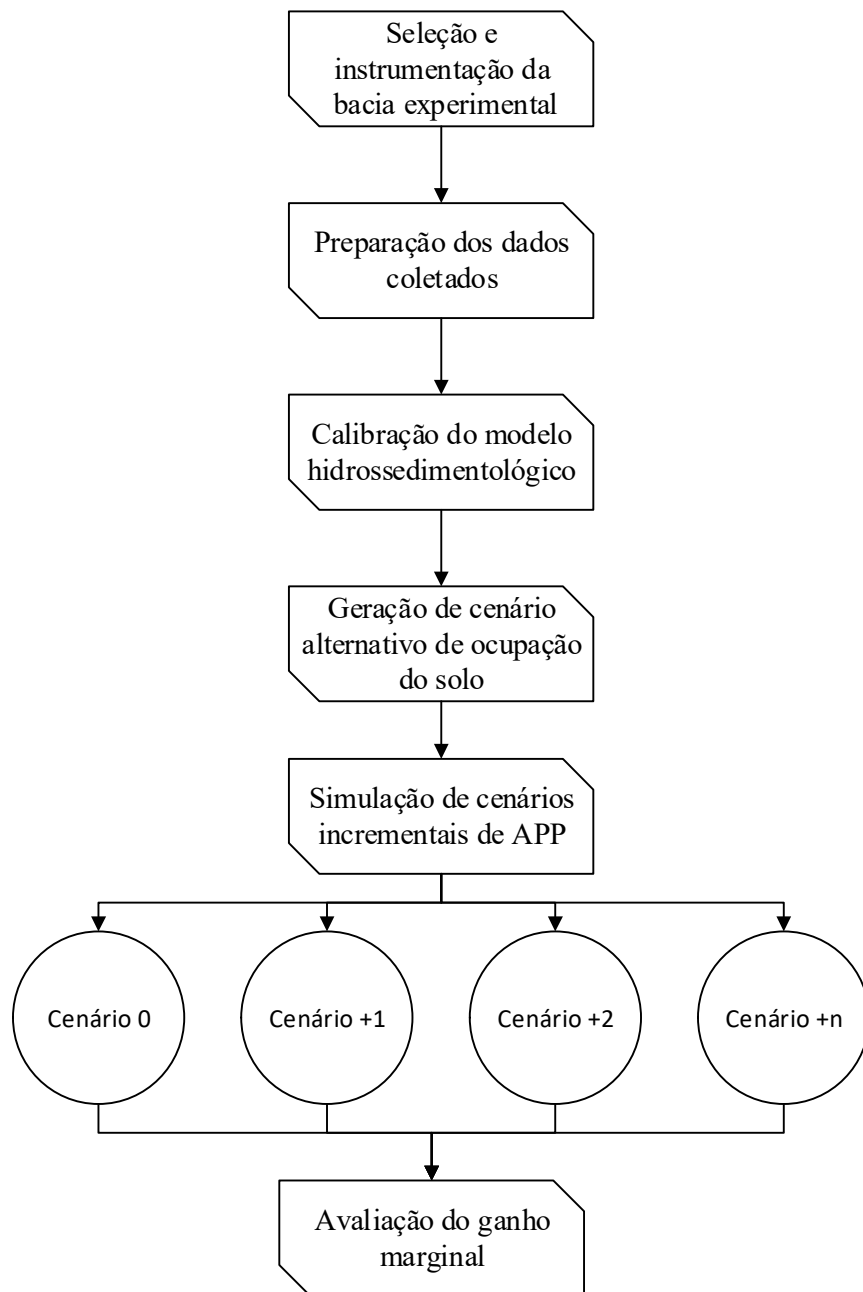 Seleção e
instrumentação da
bacia experimental
Preparação dos dados
coletados
Calibração do modelo
hidrossedimentológico
Geração de cenário
alternativo de ocupação
do solo
Simulação de cenários
incrementais de APP
Cenário 0
Cenário +1
Cenário +2
Cenário +n
Avaliação do ganho
marginal